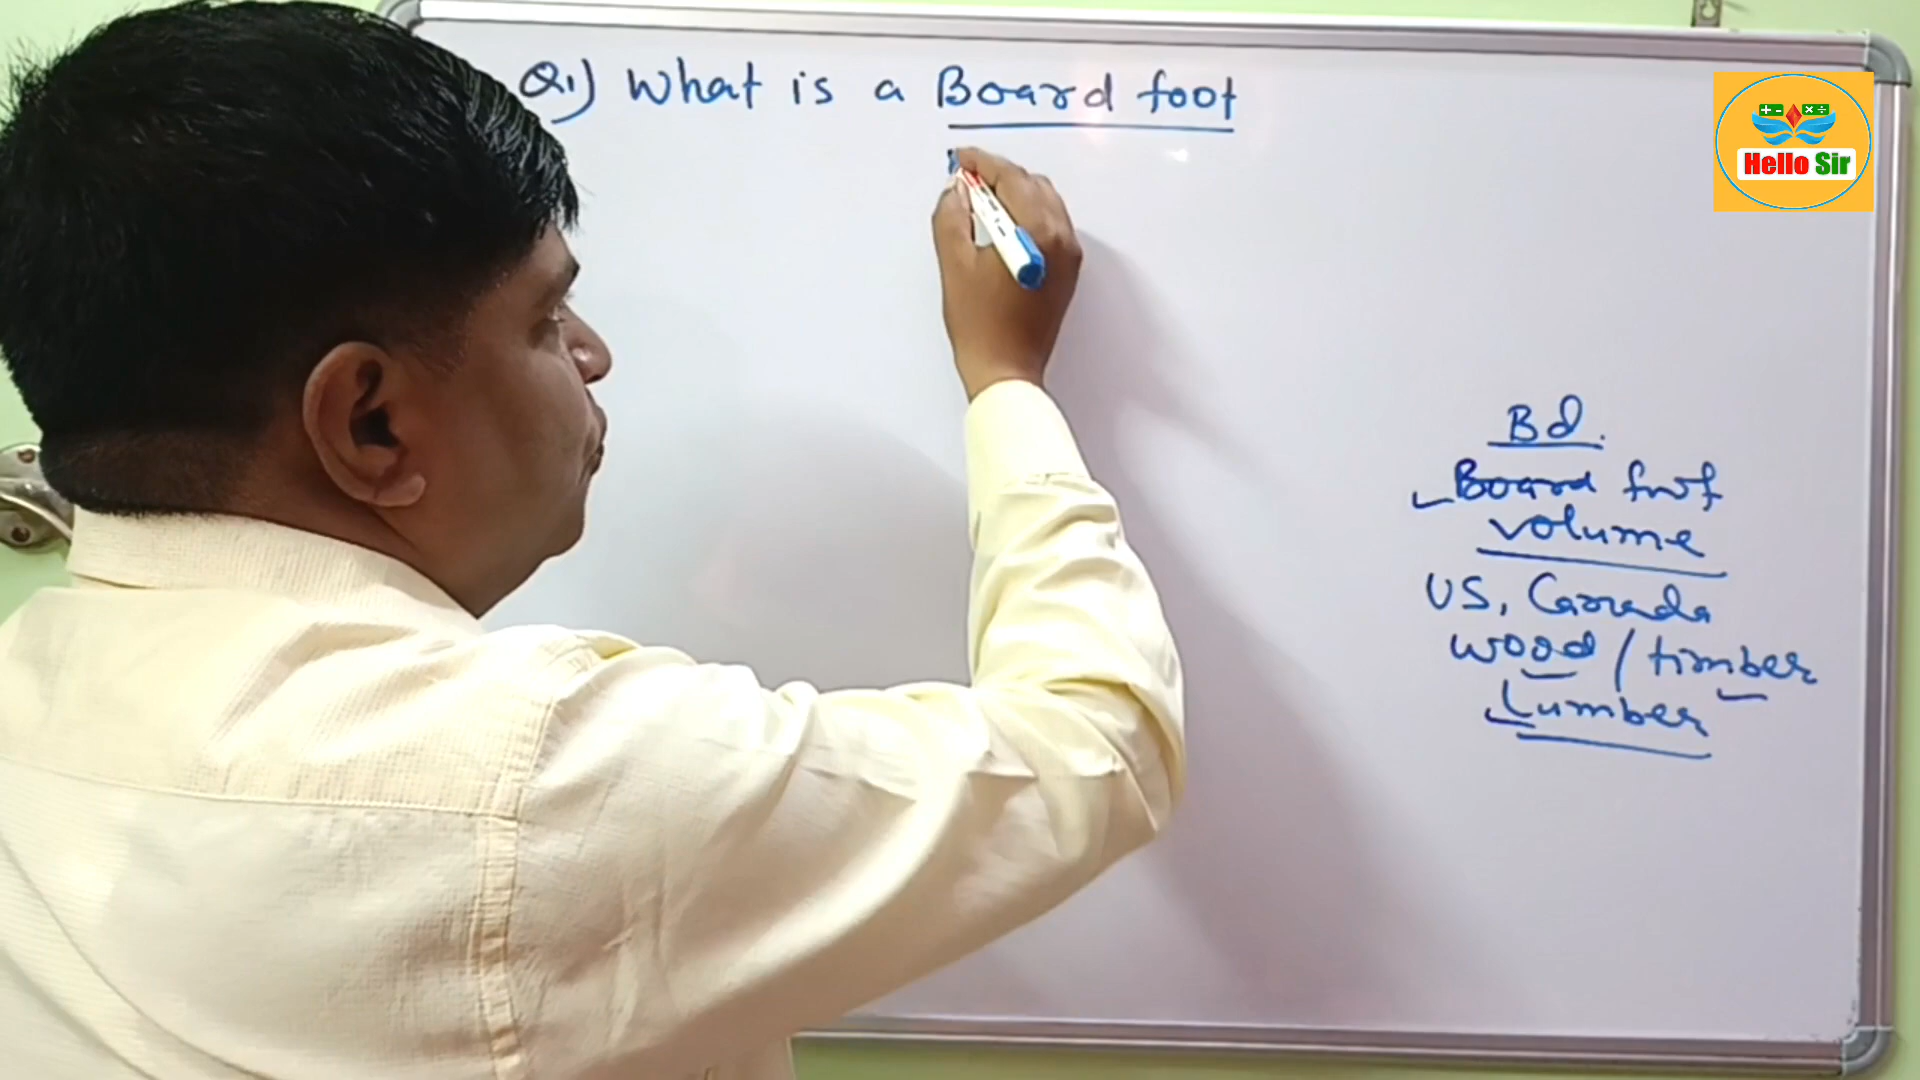 Q1) What is a Board foot
+ - × ÷
Hello Sir
Bd.
Board foot
volume
US, Canada
wood / timber
Lumber